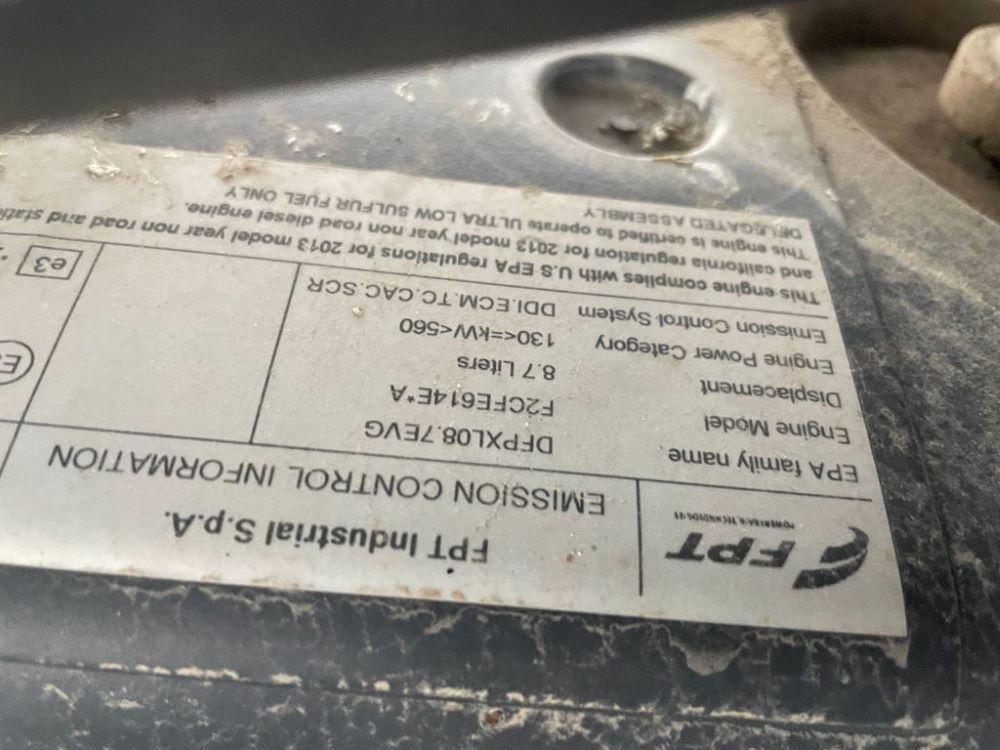 FPT
POWERTRAIN TECHNOLOGIES
FPT Industrial S.p.A.
EMISSION CONTROL INFORMATION
EPA family name DFPXL08.7EVG
Engine Model F2CFE614E*A
Displacement 8.7 Liters
Engine Power Category 130<=kW<560
Emission Control System DDI.ECM.TC.CAC.SCR
e3
This engine complies with U.S EPA regulations for 2013 model year non road and
and california regulation for 2013 model year non road diesel engine.
This engine is certified to operate ULTRA LOW SULFUR FUEL ONLY
DELEGATED ASSEMBLY